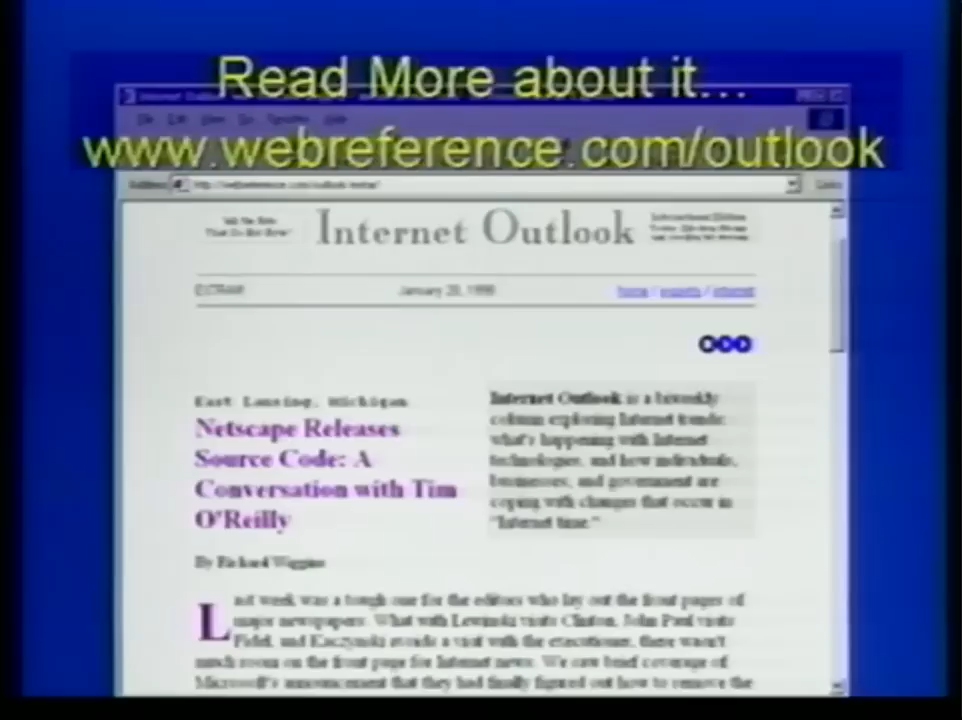 Read More about it...
www.webreference.com/outlook
Address
Links
Internet Outlook
January 20, 1998
home / experts / internet
East Lansing, Michigan
Netscape Releases
Source Code: A
Conversation with Tim
O'Reilly
Internet Outlook is a biweekly
column exploring Internet trends:
what's happening with Internet
technologies, and how individuals,
businesses, and government are
coping with changes that occur in
"Internet time."
By Richard Wiggins
Last week was a tough one for the editors who lay out the front pages of
major newspapers. What with Lewinski visits Clinton, John Paul visits
Fidel, and Kaczynski avoids a visit with the executioner, there wasn't
much room on the front page for Internet news. We saw brief coverage of
Microsoft's announcement that they had finally figured out how to remove the